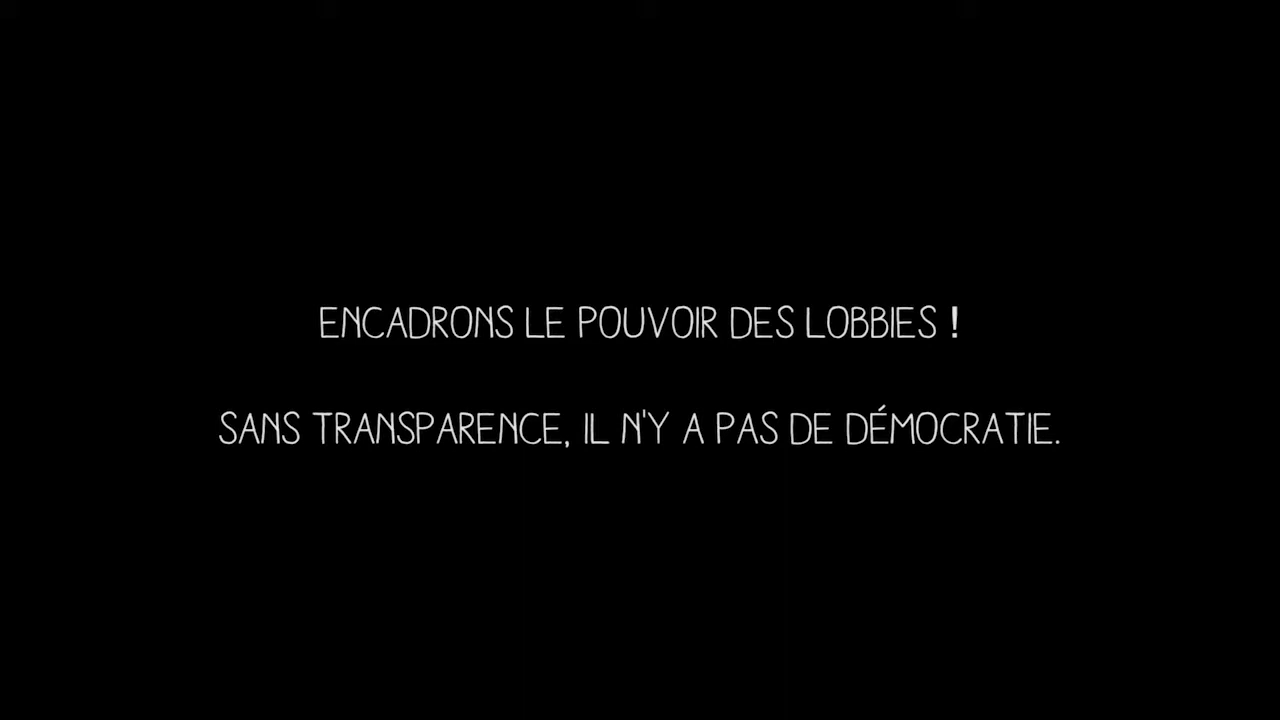 ENCADRONS LE POUVOIR DES LOBBIES !
SANS TRANSPARENCE, IL N'Y A PAS DE DÉMOCRATIE.